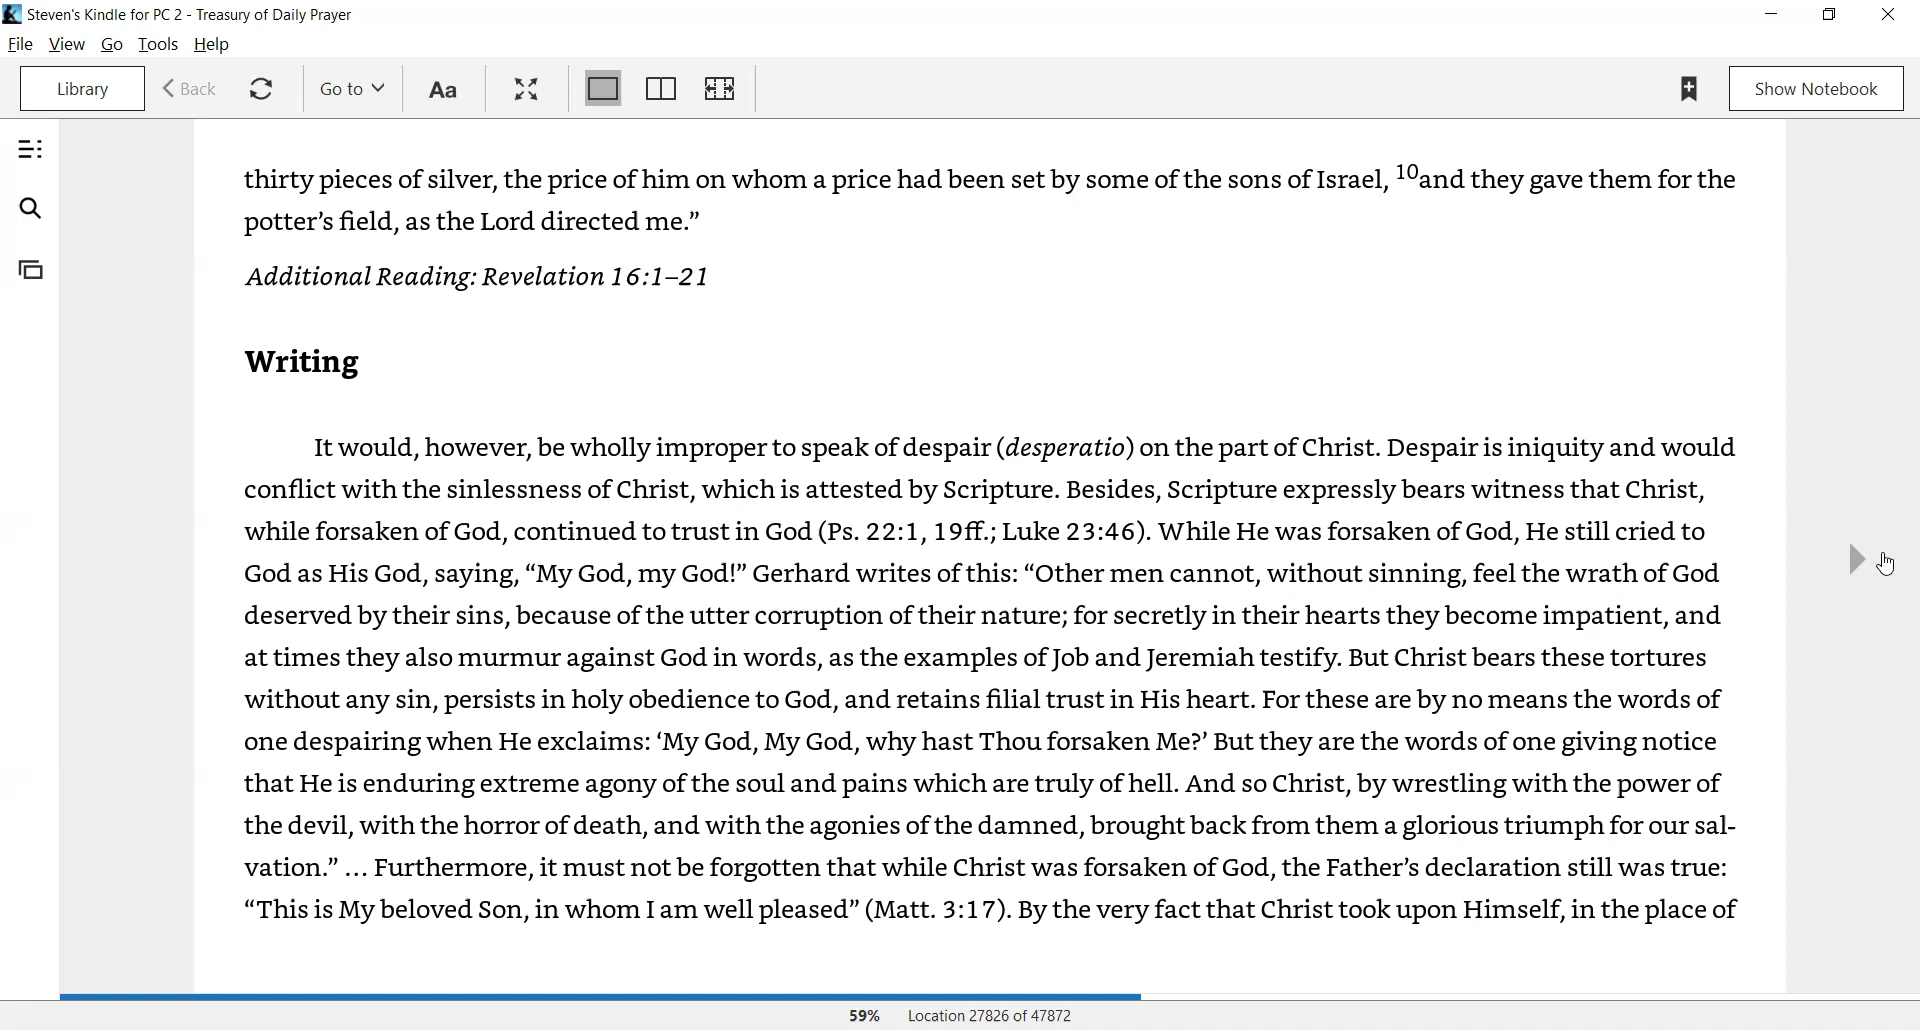 Steven's Kindle for PC 2 - Treasury of Daily Prayer
File View Go Tools Help
Library Back Go to Aa Show Notebook
thirty pieces of silver, the price of him on whom a price had been set by some of the sons of Israel, 10and they gave them for the
potter’s field, as the Lord directed me.”
Additional Reading: Revelation 16:1–21
Writing
It would, however, be wholly improper to speak of despair (desperatio) on the part of Christ. Despair is iniquity and would
conflict with the sinlessness of Christ, which is attested by Scripture. Besides, Scripture expressly bears witness that Christ,
while forsaken of God, continued to trust in God (Ps. 22:1, 19ff.; Luke 23:46). While He was forsaken of God, He still cried to
God as His God, saying, “My God, my God!” Gerhard writes of this: “Other men cannot, without sinning, feel the wrath of God
deserved by their sins, because of the utter corruption of their nature; for secretly in their hearts they become impatient, and
at times they also murmur against God in words, as the examples of Job and Jeremiah testify. But Christ bears these tortures
without any sin, persists in holy obedience to God, and retains filial trust in His heart. For these are by no means the words of
one despairing when He exclaims: ‘My God, My God, why hast Thou forsaken Me?’ But they are the words of one giving notice
that He is enduring extreme agony of the soul and pains which are truly of hell. And so Christ, by wrestling with the power of
the devil, with the horror of death, and with the agonies of the damned, brought back from them a glorious triumph for our sal-
vation.” … Furthermore, it must not be forgotten that while Christ was forsaken of God, the Father’s declaration still was true:
“This is My beloved Son, in whom I am well pleased” (Matt. 3:17). By the very fact that Christ took upon Himself, in the place of
59% Location 27826 of 47872